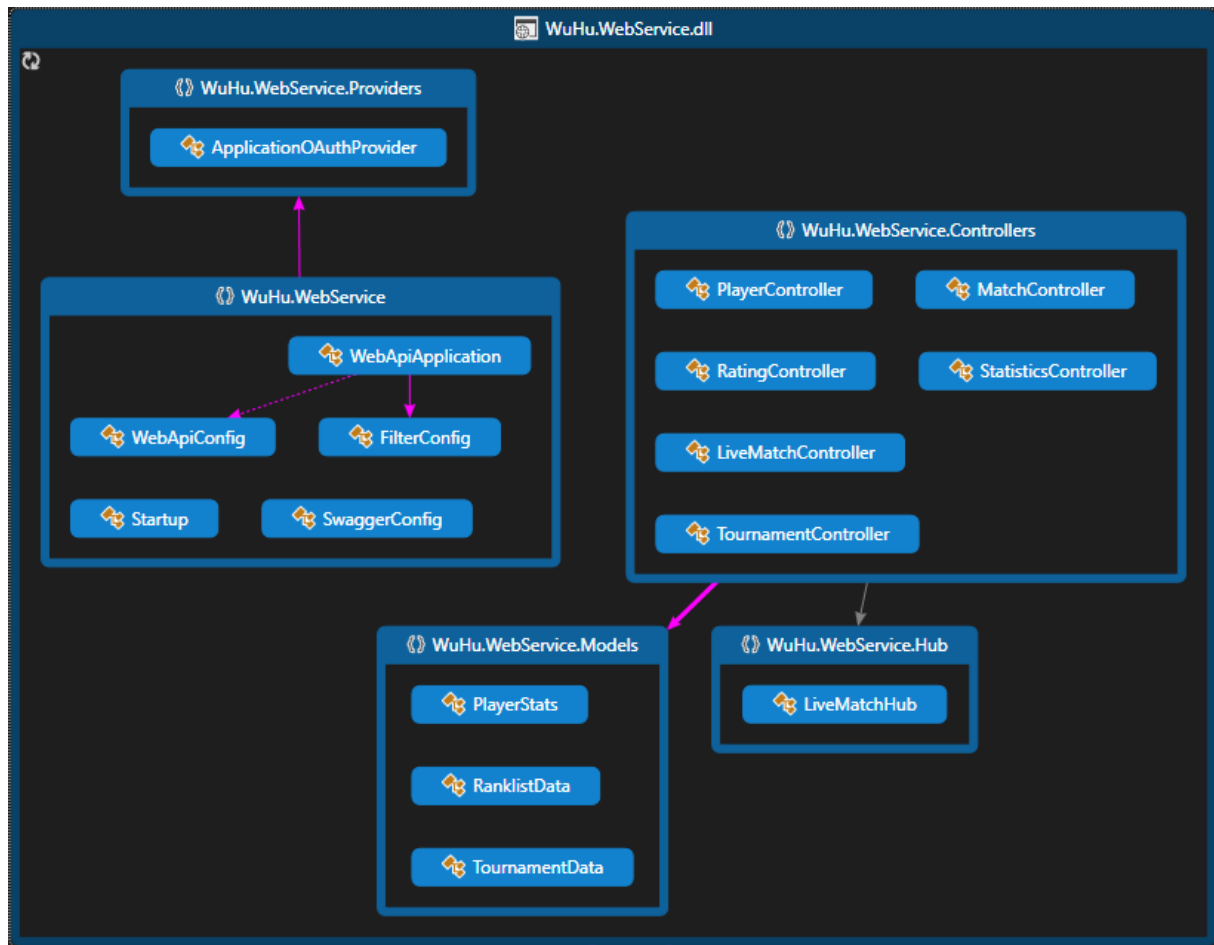 WuHu.WebService.dll
WuHu.WebService.Providers
ApplicationOAuthProvider
WuHu.WebService
WebApiApplication
WebApiConfig
FilterConfig
Startup
SwaggerConfig
WuHu.WebService.Controllers
PlayerController
MatchController
RatingController
StatisticsController
LiveMatchController
TournamentController
WuHu.WebService.Models
PlayerStats
RanklistData
TournamentData
WuHu.WebService.Hub
LiveMatchHub